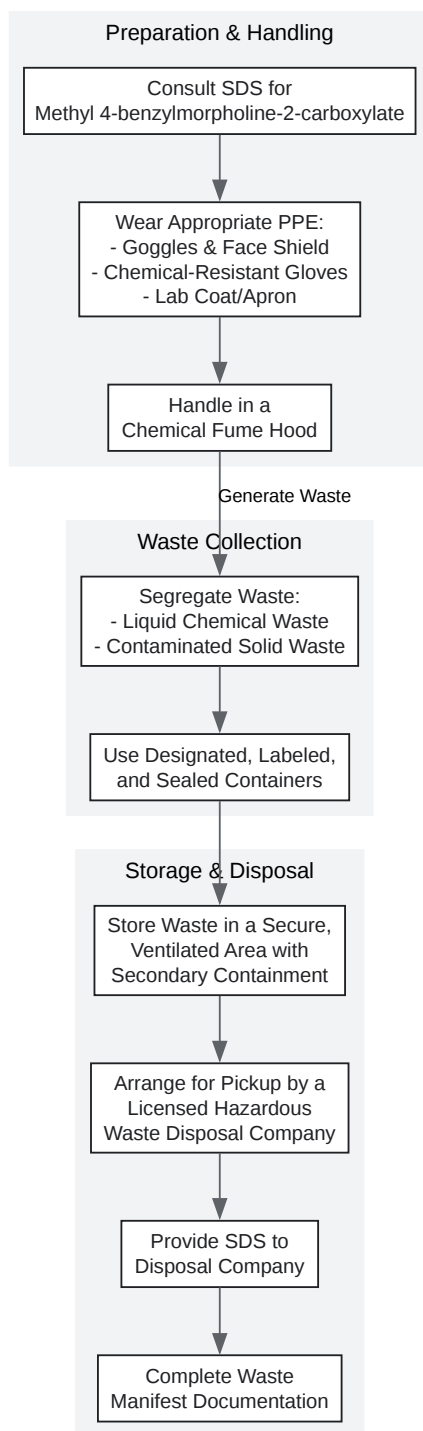 Preparation & Handling
Consult SDS for
Methyl 4-benzylmorpholine-2-carboxylate
Wear Appropriate PPE:
- Goggles & Face Shield
- Chemical-Resistant Gloves
- Lab Coat/Apron
Handle in a
Chemical Fume Hood
Generate Waste
Waste Collection
Segregate Waste:
- Liquid Chemical Waste
- Contaminated Solid Waste
Use Designated, Labeled,
and Sealed Containers
Storage & Disposal
Store Waste in a Secure,
Ventilated Area with
Secondary Containment
Arrange for Pickup by a
Licensed Hazardous
Waste Disposal Company
Provide SDS to
Disposal Company
Complete Waste
Manifest Documentation